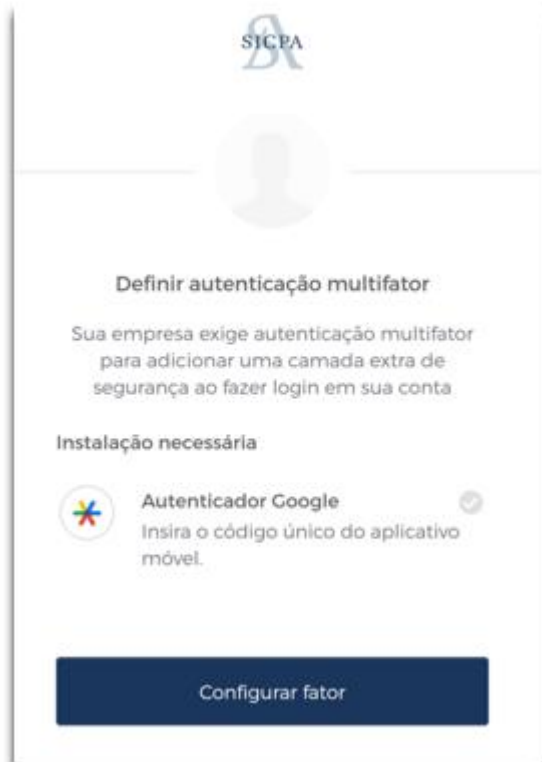 SICPA
Definir autenticação multifator
Sua empresa exige autenticação multifator
para adicionar uma camada extra de
segurança ao fazer login em sua conta
Instalação necessária
Autenticador Google
Insira o código único do aplicativo
móvel.
Configurar fator